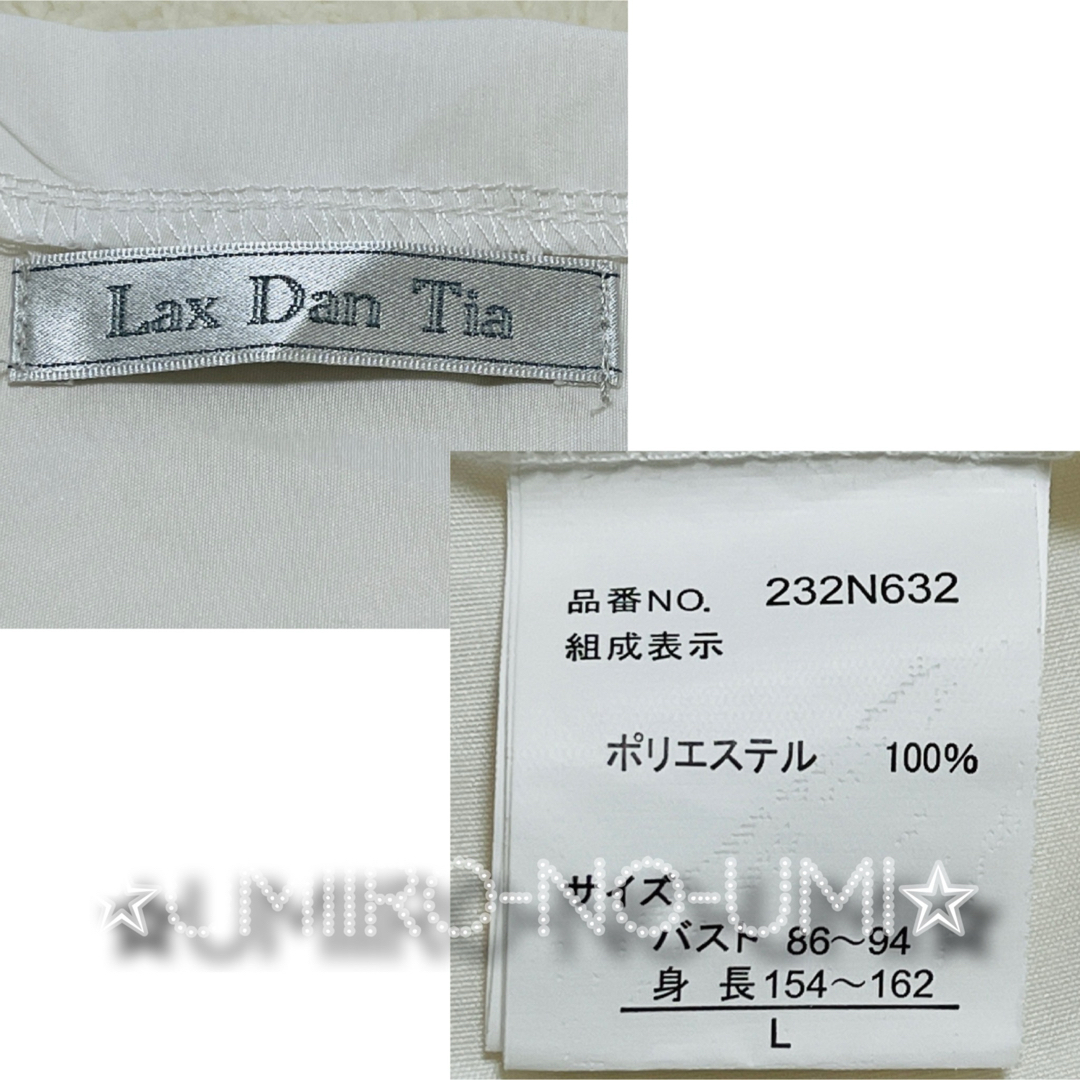 Lax Dan Tia
品番NO. 232N632
組成表示
ポリエステル 100%
☆UMIRO-NO-UMI☆
サイズ
バスト 86～94
身 長 154～162
L